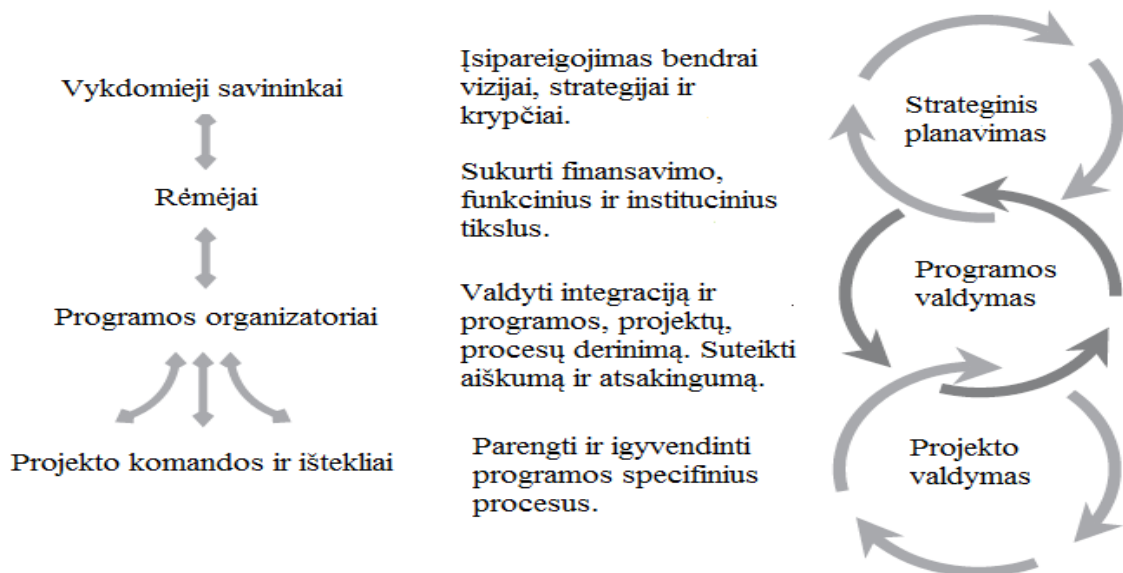 Vykdomieji savininkai
Įsipareigojimas bendrai
vizijai, strategijai ir
krypčiai.
Strateginis
planavimas
Rėmėjai
Sukurti finansavimo,
funkcinius ir institucinius
tikslus.
Programos organizatoriai
Valdyti integraciją ir
programos, projektų,
procesų derinimą. Suteikti
aiškumą ir atsakingumą.
Programos
valdymas
Projekto komandos ir ištekliai
Parengti ir igyvendinti
programos specifinius
procesus.
Projekto
valdymas